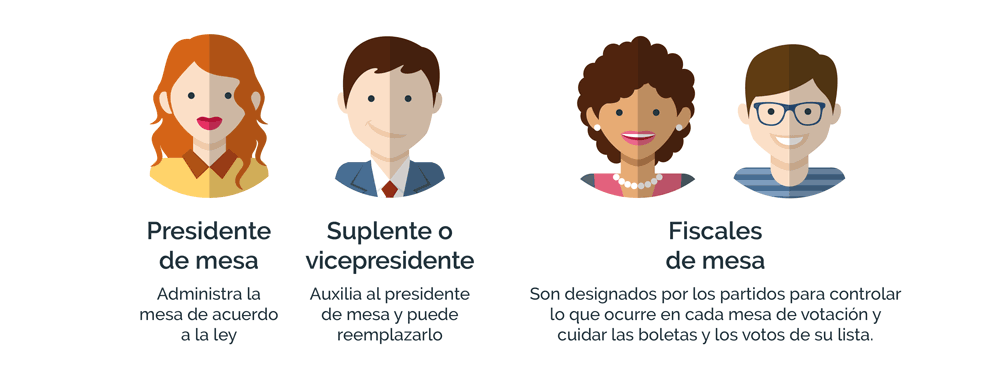 Presidente
de mesa
Administra la
mesa de acuerdo
a la ley
Suplente o
vicepresidente
Auxilia al presidente
de mesa y puede
reemplazarlo
Fiscales
de mesa
Son designados por los partidos para controlar
lo que ocurre en cada mesa de votación y
cuidar las boletas y los votos de su lista.